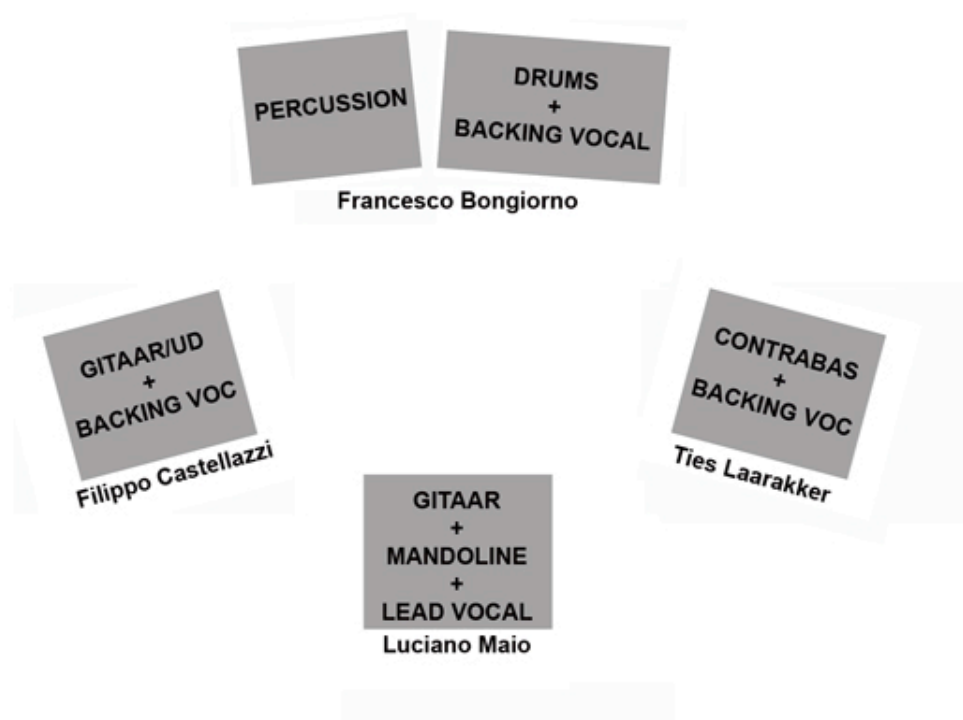 PERCUSSION
DRUMS
+
BACKING VOCAL
Francesco Bongiorno
GITAAR/UD
+
BACKING VOC
Filippo Castellazzi
CONTRABAS
+
BACKING VOC
Ties Laarakker
GITAAR
+
MANDOLINE
+
LEAD VOCAL
Luciano Maio